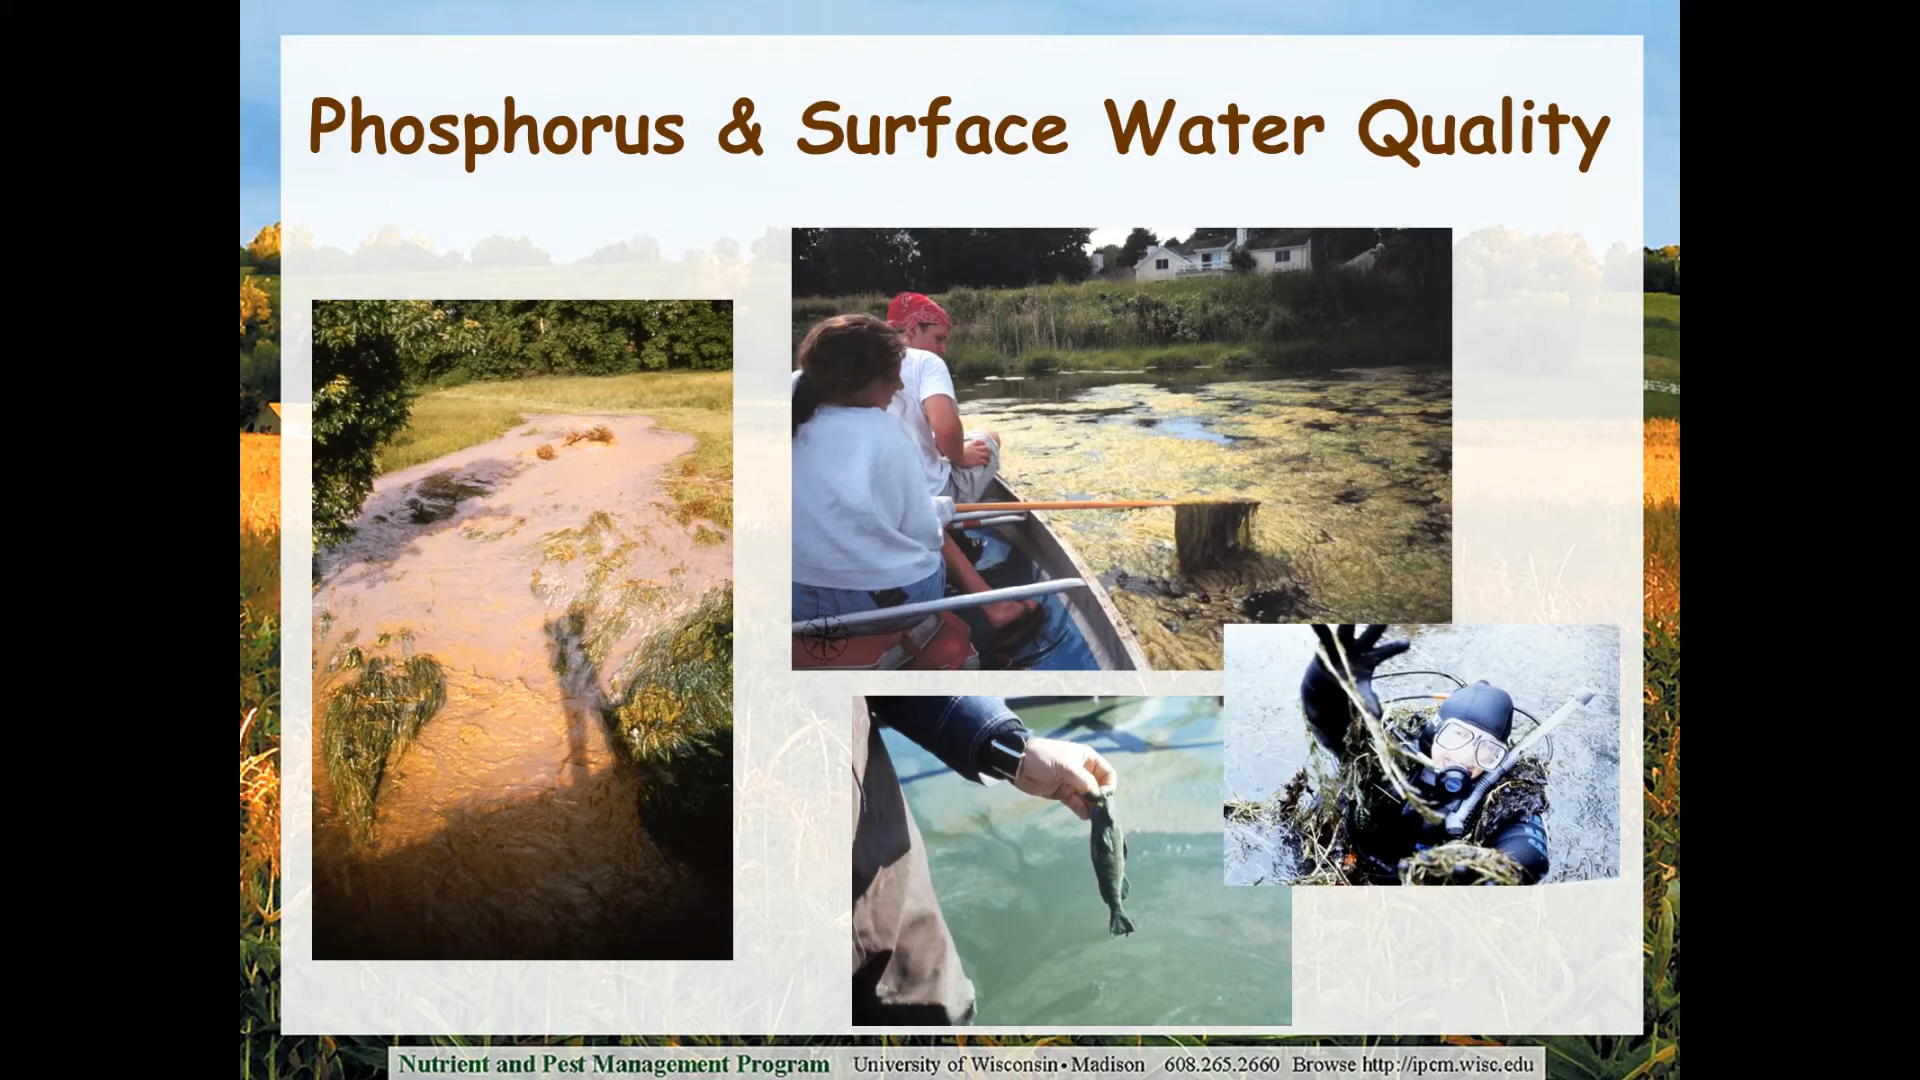 Phosphorus & Surface Water Quality
Nutrient and Pest Management Program University of Wisconsin • Madison 608.265.2660 Browse http://ipcm.wisc.edu